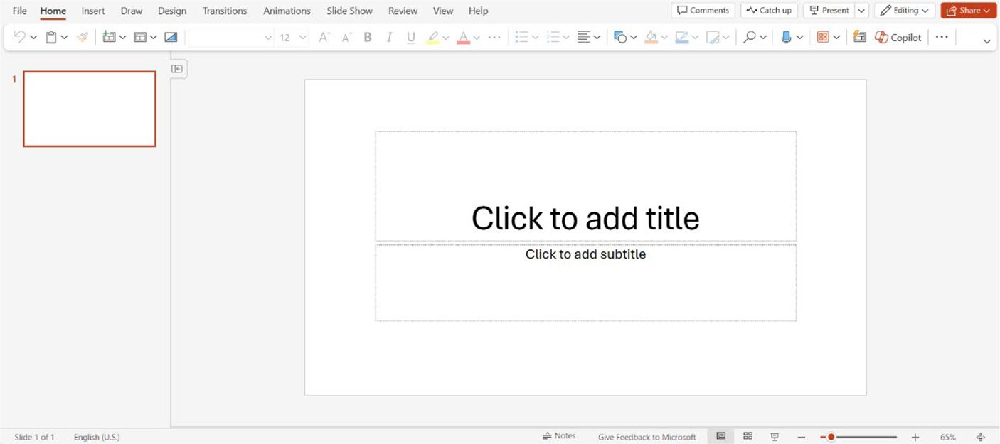 File Home Insert Draw Design Transitions Animations Slide Show Review View Help Comments Catch up Present Editing Share
12 A A B I U A Copilot
1
Click to add title
Click to add subtitle
Slide 1 of 1 English (U.S.) Notes Give Feedback to Microsoft 65%